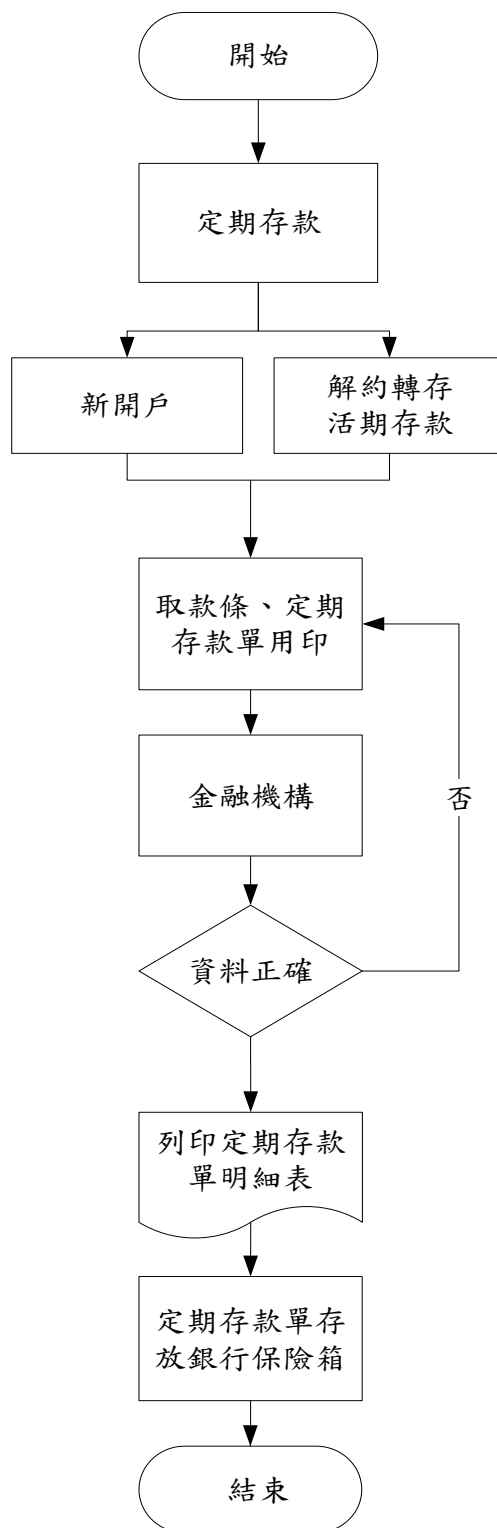 開始
定期存款
新開戶
解約轉存
活期存款
取款條、定期
存款單用印
金融機構
否
資料正確
列印定期存款
單明細表
定期存款單存
放銀行保險箱
結束